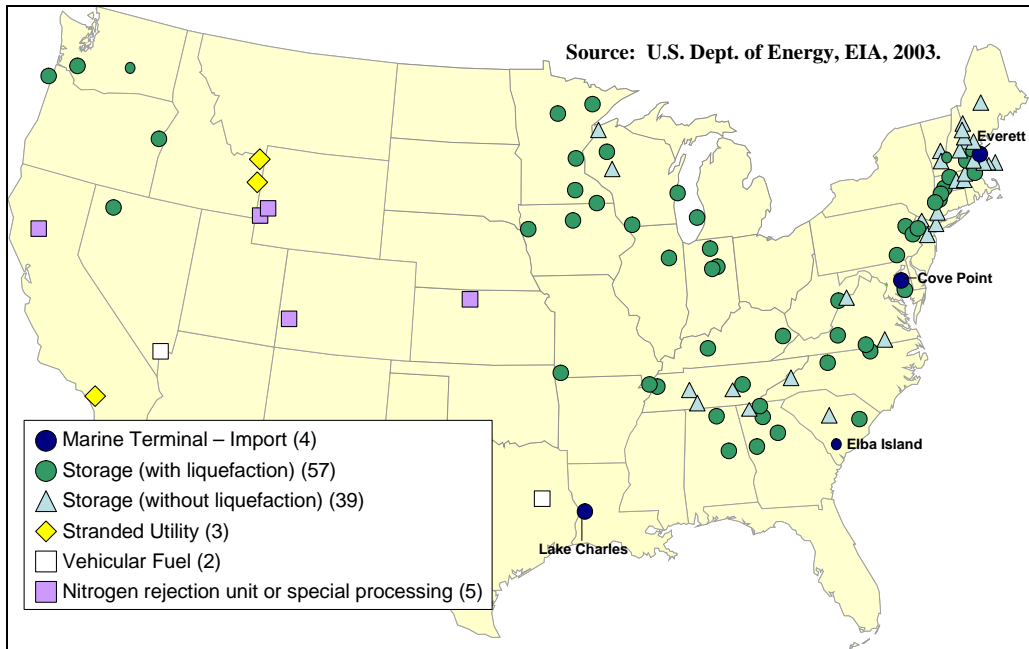 Source: U.S. Dept. of Energy, EIA, 2003.
Everett
Cove Point
Elba Island
Lake Charles
Marine Terminal – Import (4)
Storage (with liquefaction) (57)
Storage (without liquefaction) (39)
Stranded Utility (3)
Vehicular Fuel (2)
Nitrogen rejection unit or special processing (5)